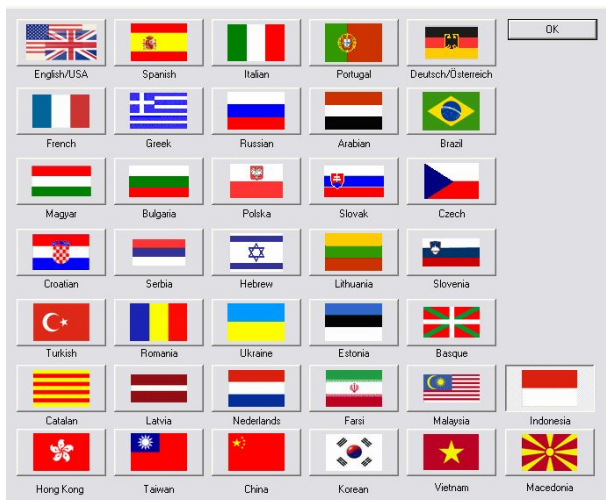 OK
English/USA
Spanish
Italian
Portugal
Deutsch/Österreich
French
Greek
Russian
Arabian
Brazil
Magyar
Bulgaria
Polska
Slovak
Czech
Croatian
Serbia
Hebrew
Lithuania
Slovenia
Turkish
Romania
Ukraine
Estonia
Basque
Catalan
Latvia
Nederlands
Farsi
Malaysia
Indonesia
Hong Kong
Taiwan
China
Korean
Vietnam
Macedonia